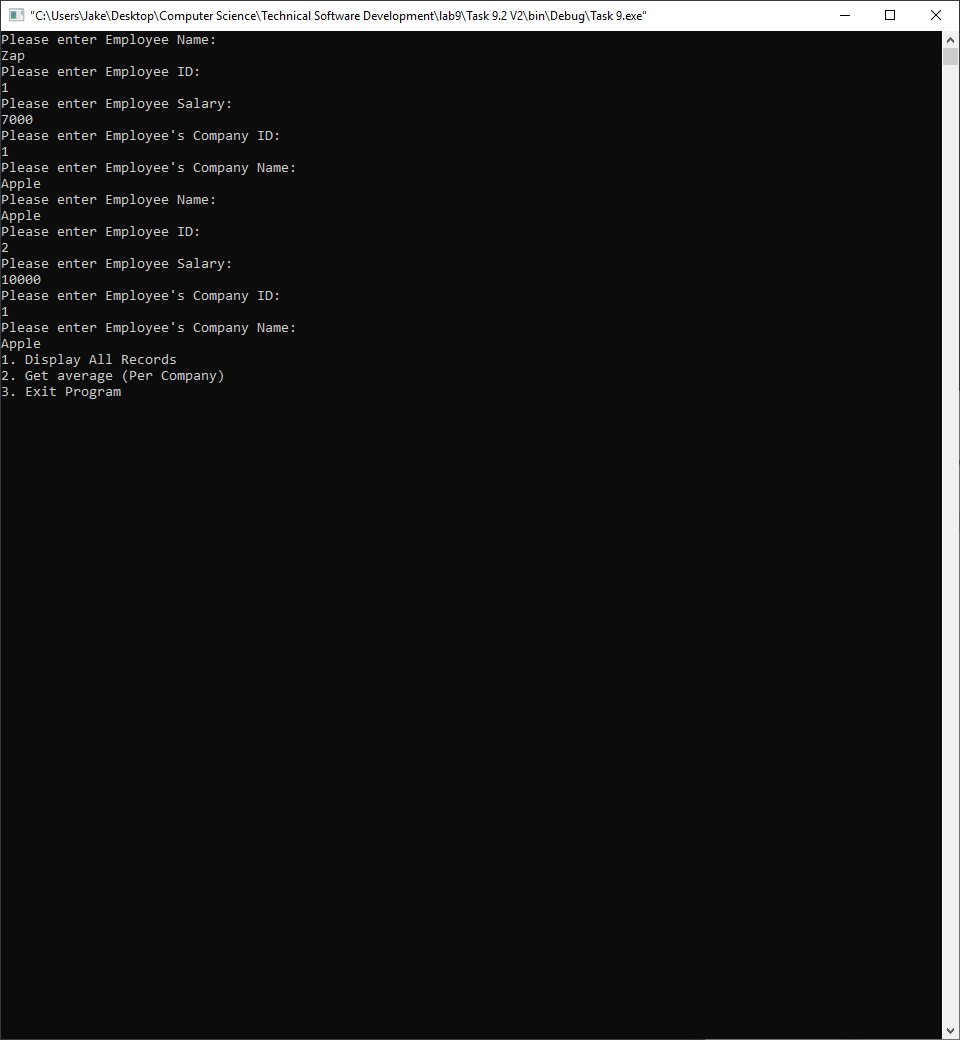 "C:\Users\Jake\Desktop\Computer Science\Technical Software Development\lab9\Task 9.2 V2\bin\Debug\Task 9.exe"
Please enter Employee Name:
Zap
Please enter Employee ID:
1
Please enter Employee Salary:
7000
Please enter Employee's Company ID:
1
Please enter Employee's Company Name:
Apple
Please enter Employee Name:
Apple
Please enter Employee ID:
2
Please enter Employee Salary:
10000
Please enter Employee's Company ID:
1
Please enter Employee's Company Name:
Apple
1. Display All Records
2. Get average (Per Company)
3. Exit Program